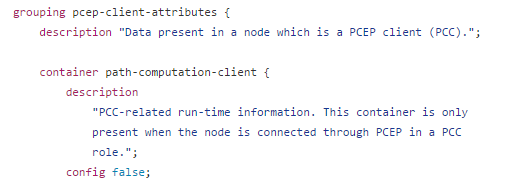 grouping pcep-client-attributes {
description "Data present in a node which is a PCEP client (PCC).";
container path-computation-client {
description
"PCC-related run-time information. This container is only
present when the node is connected through PCEP in a PCC
role.";
config false;